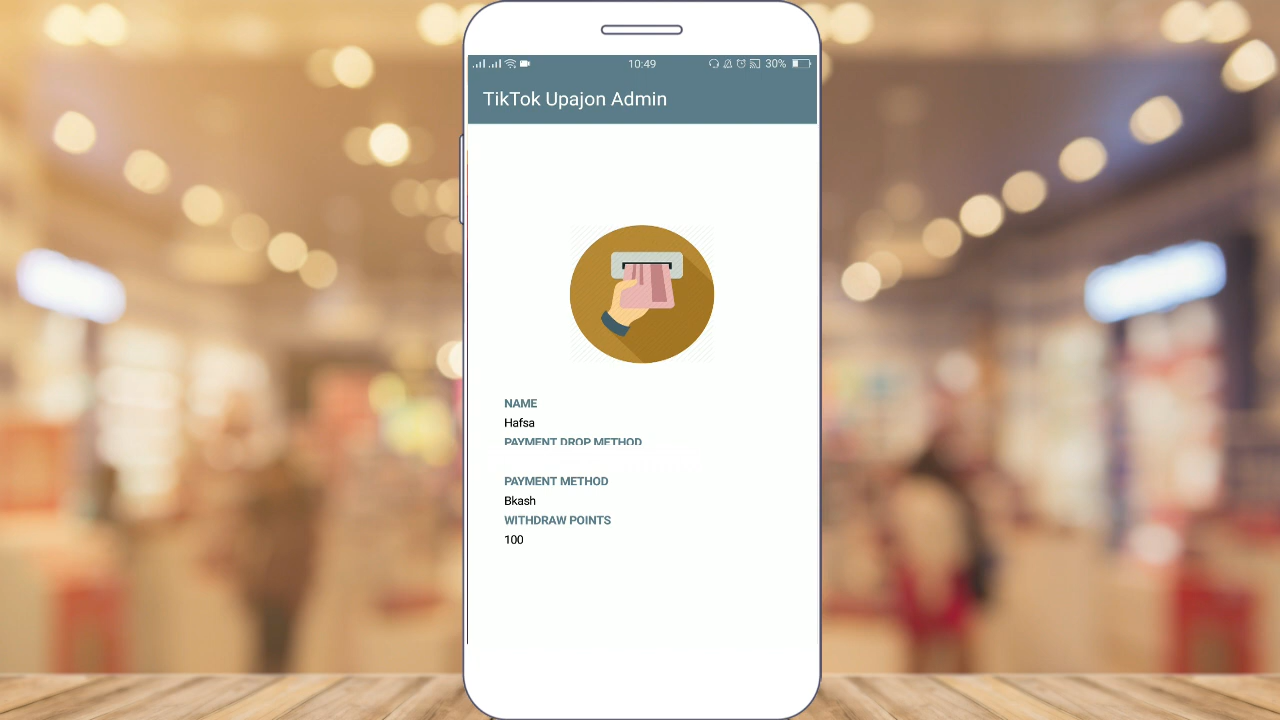 10:49
30%
TikTok Upajon Admin
NAME
Hafsa
PAYMENT DROP METHOD
PAYMENT METHOD
Bkash
WITHDRAW POINTS
100